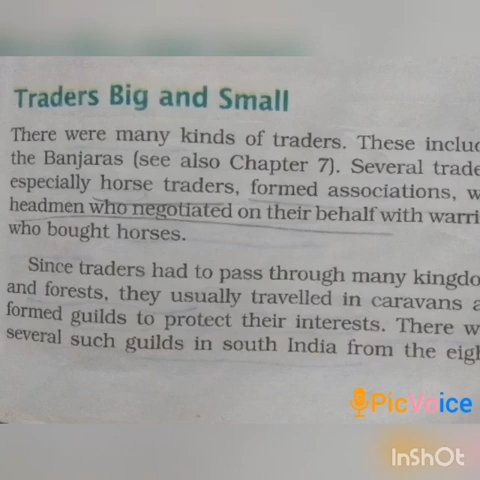 Traders Big and Small
There were many kinds of traders. These includ
the Banjaras (see also Chapter 7). Several trade
especially horse traders, formed associations, w
headmen who negotiated on their behalf with warri
who bought horses.
Since traders had to pass through many kingdo
and forests, they usually travelled in caravans a
formed guilds to protect their interests. There w
several such guilds in south India from the eigh
PicVoice
InShOt